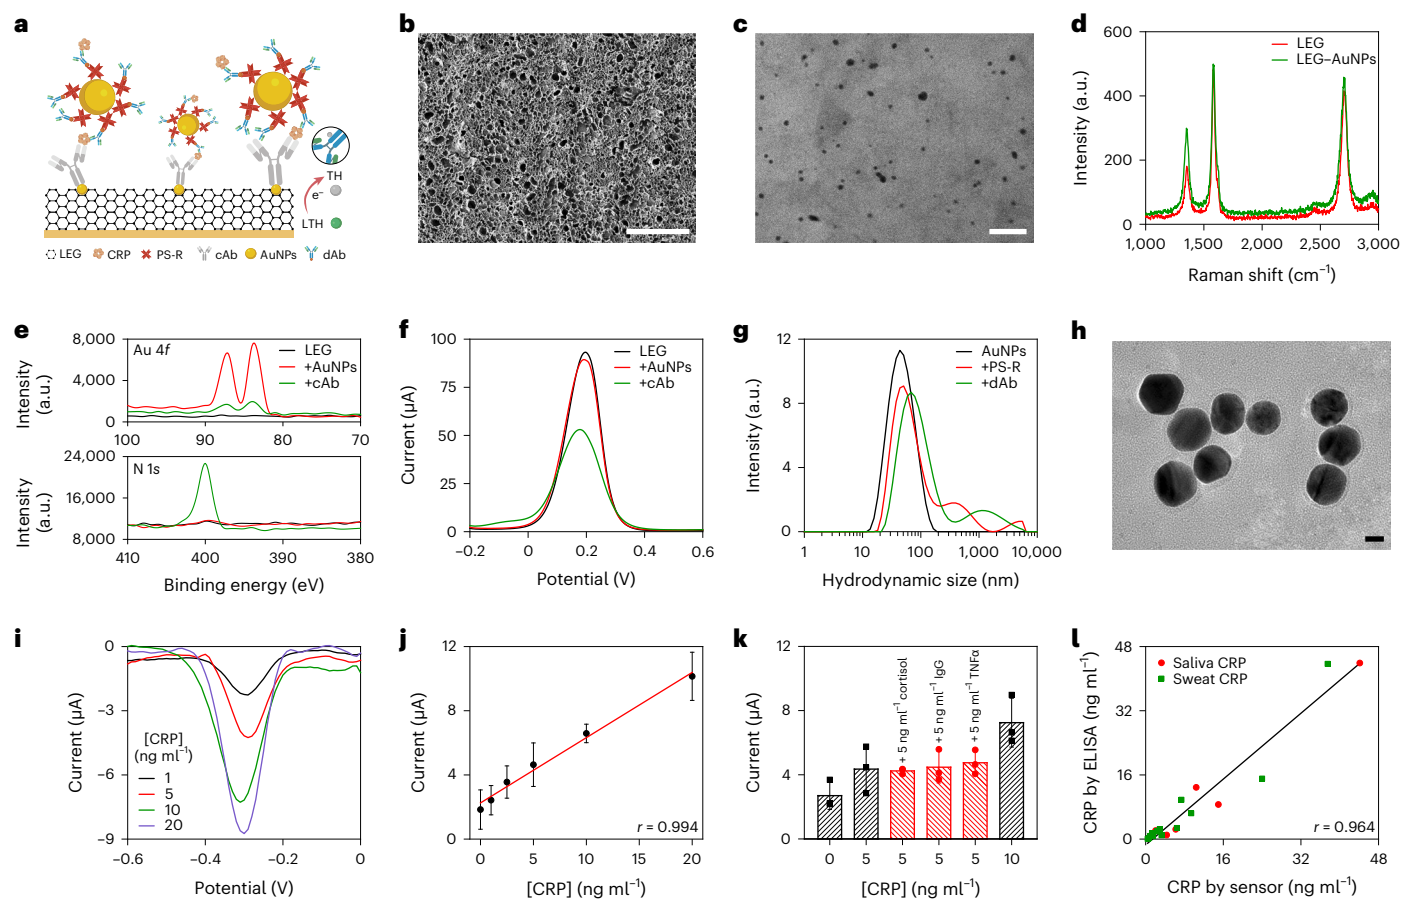 a
TH
e−
LTH
LEG CRP PS-R cAb AuNPs dAb
b
c
d
600
400
200
0
Intensity (a.u.)
LEG
LEG–AuNPs
1,000 1,500 2,000 2,500 3,000
Raman shift (cm−1)
e
8,000
4,000
0
Intensity
(a.u.)
Au 4f
LEG
+AuNPs
+cAb
100 90 80 70
24,000
16,000
8,000
Intensity
(a.u.)
N 1s
410 400 390 380
Binding energy (eV)
f
100
75
50
25
0
Current (µA)
LEG
+AuNPs
+cAb
−0.2 0 0.2 0.4 0.6
Potential (V)
g
12
8
4
0
Intensity (a.u.)
AuNPs
+PS-R
+dAb
1 10 100 1,000 10,000
Hydrodynamic size (nm)
h
i
0
−3
−6
−9
Current (µA)
[CRP]
(ng ml−1)
1
5
10
20
−0.6 −0.4 −0.2 0
Potential (V)
j
12
8
4
0
Current (µA)
r = 0.994
0 5 10 15 20
[CRP] (ng ml−1)
k
12
8
4
0
Current (µA)
+ 5 ng ml−1 cortisol
+ 5 ng ml−1 IgG
+ 5 ng ml−1 TNFα
0 5 5 5 5 10
[CRP] (ng ml−1)
l
48
32
16
0
CRP by ELISA (ng ml−1)
Saliva CRP
Sweat CRP
r = 0.964
0 16 32 48
CRP by sensor (ng ml−1)